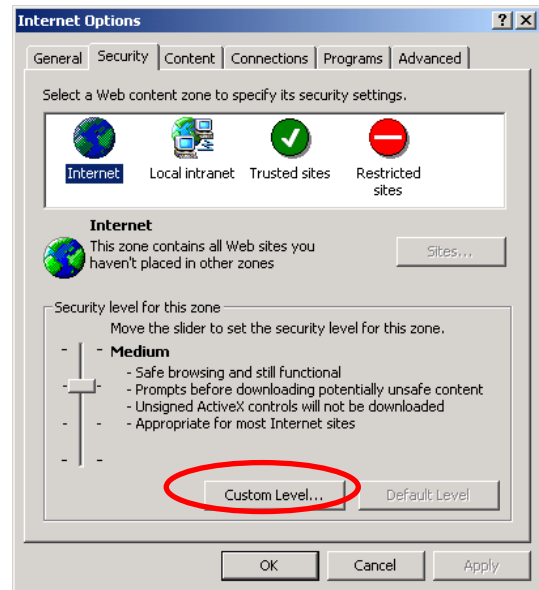 Internet Options
General Security Content Connections Programs Advanced
Select a Web content zone to specify its security settings.
Internet Local intranet Trusted sites Restricted
sites
Internet
This zone contains all Web sites you
haven't placed in other zones
Sites...
Security level for this zone
Move the slider to set the security level for this zone.
Medium
- Safe browsing and still functional
- Prompts before downloading potentially unsafe content
- Unsigned ActiveX controls will not be downloaded
- Appropriate for most Internet sites
Custom Level... Default Level
OK Cancel Apply